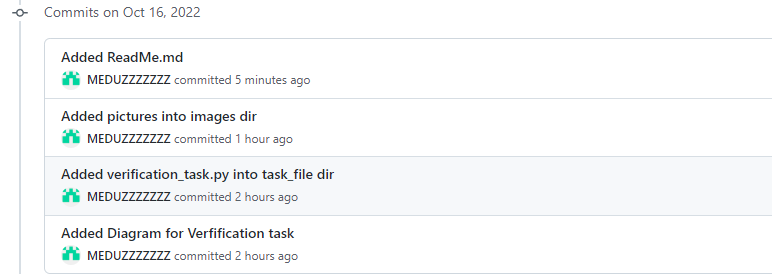 Commits on Oct 16, 2022
Added ReadMe.md
MEDUZZZZZZZ committed 5 minutes ago
Added pictures into images dir
MEDUZZZZZZZ committed 1 hour ago
Added verification_task.py into task_file dir
MEDUZZZZZZZ committed 2 hours ago
Added Diagram for Verfification task
MEDUZZZZZZZ committed 2 hours ago